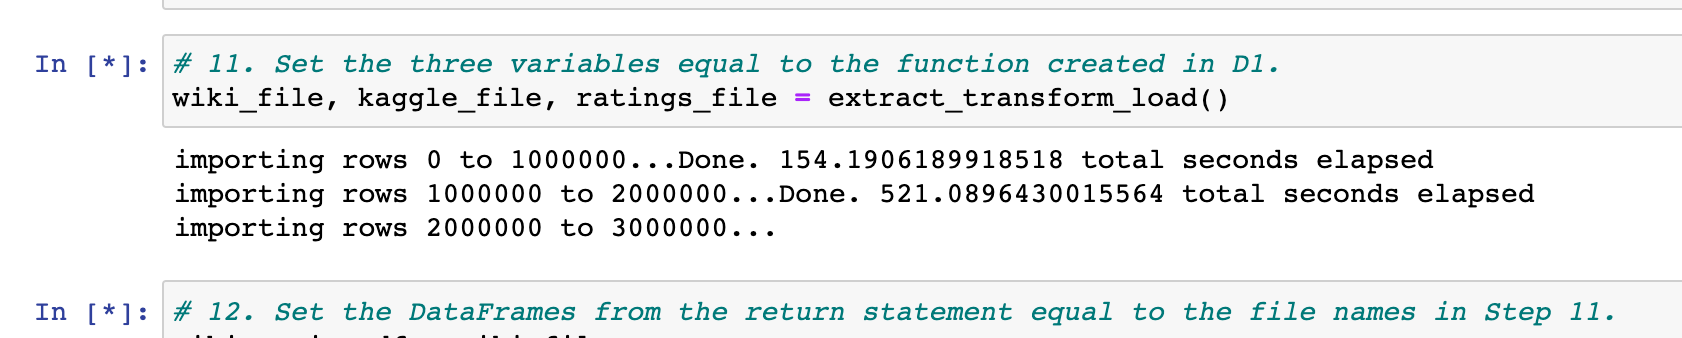 In [*]: # 11. Set the three variables equal to the function created in D1.
wiki_file, kaggle_file, ratings_file = extract_transform_load()
importing rows 0 to 1000000...Done. 154.1906189918518 total seconds elapsed
importing rows 1000000 to 2000000...Done. 521.0896430015564 total seconds elapsed
importing rows 2000000 to 3000000...
In [*]: # 12. Set the DataFrames from the return statement equal to the file names in Step 11.